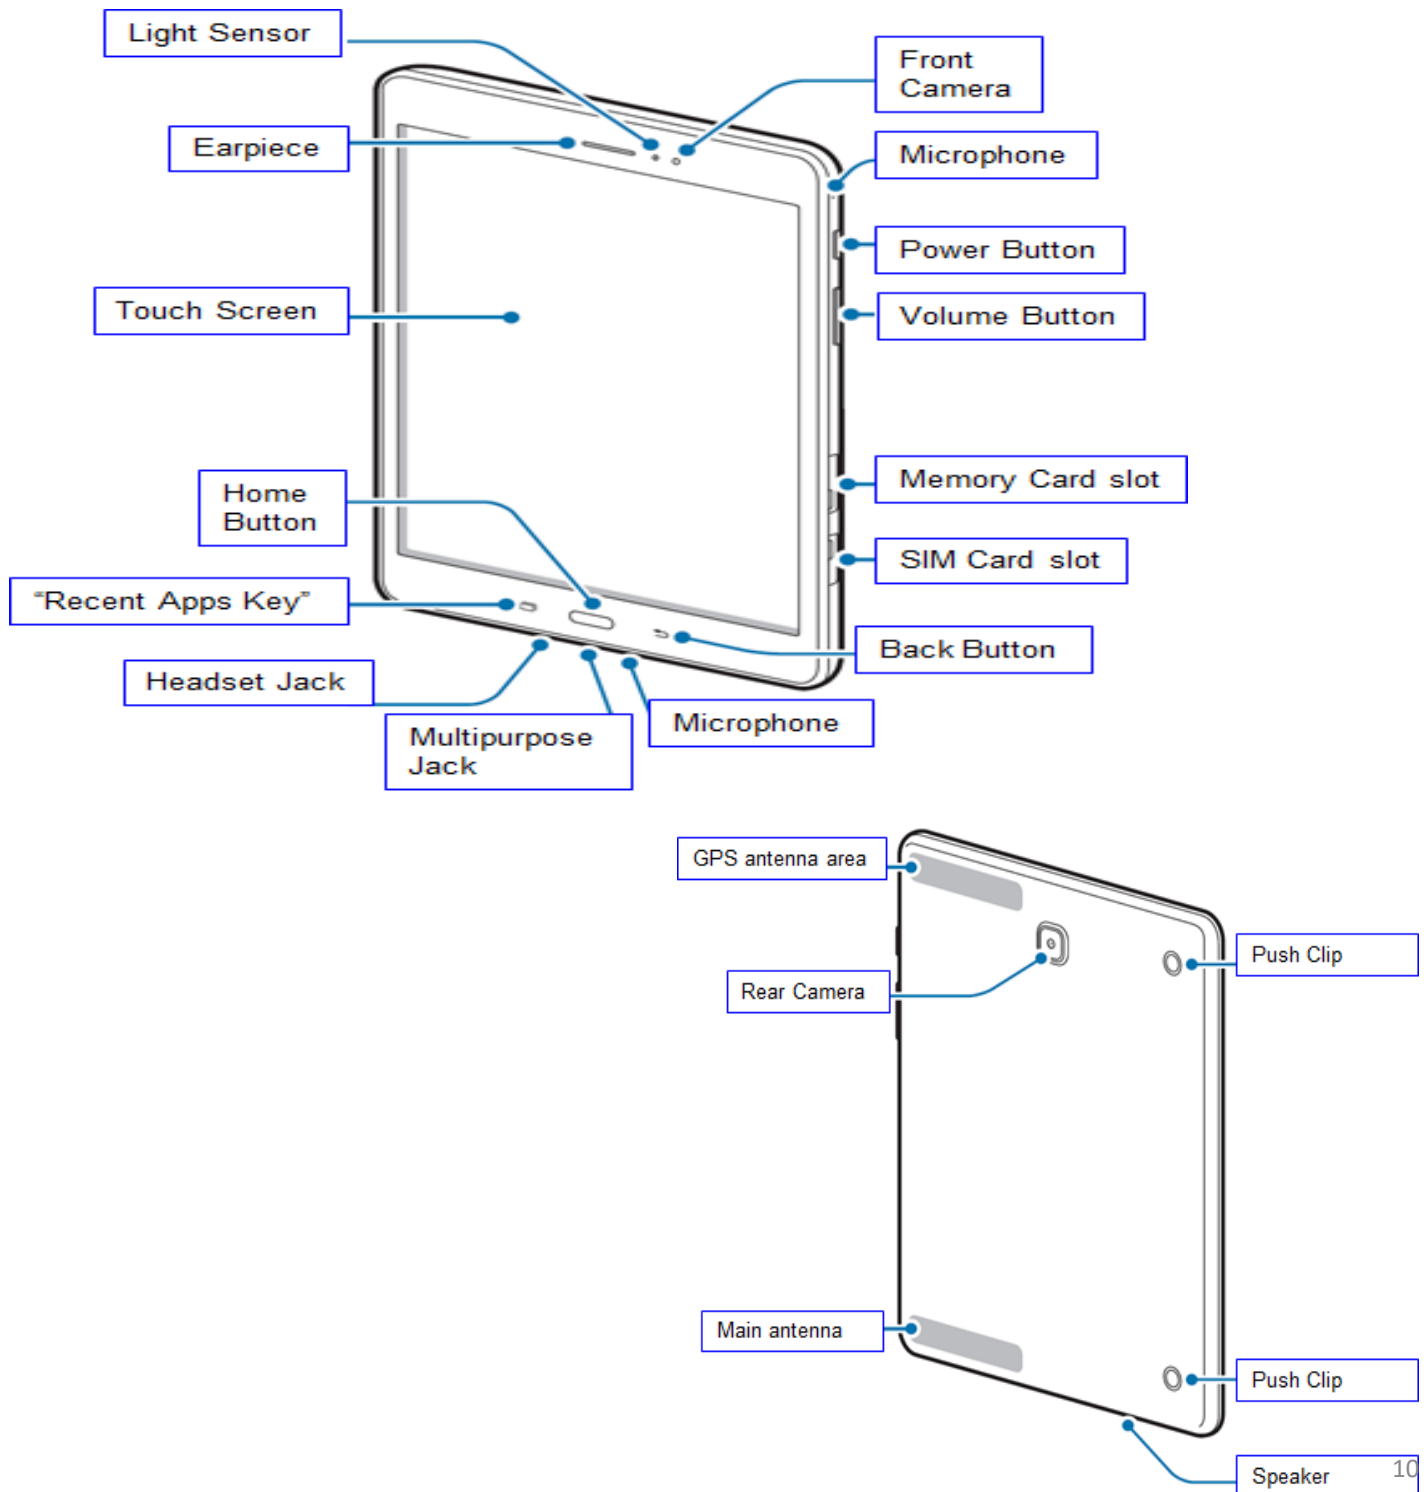 Light Sensor
Front
Camera
Earpiece
Microphone
Power Button
Touch Screen
Volume Button
Home
Button
Memory Card slot
SIM Card slot
“Recent Apps Key”
Back Button
Headset Jack
Microphone
Multipurpose
Jack
GPS antenna area
Push Clip
Rear Camera
Main antenna
Push Clip
Speaker
10